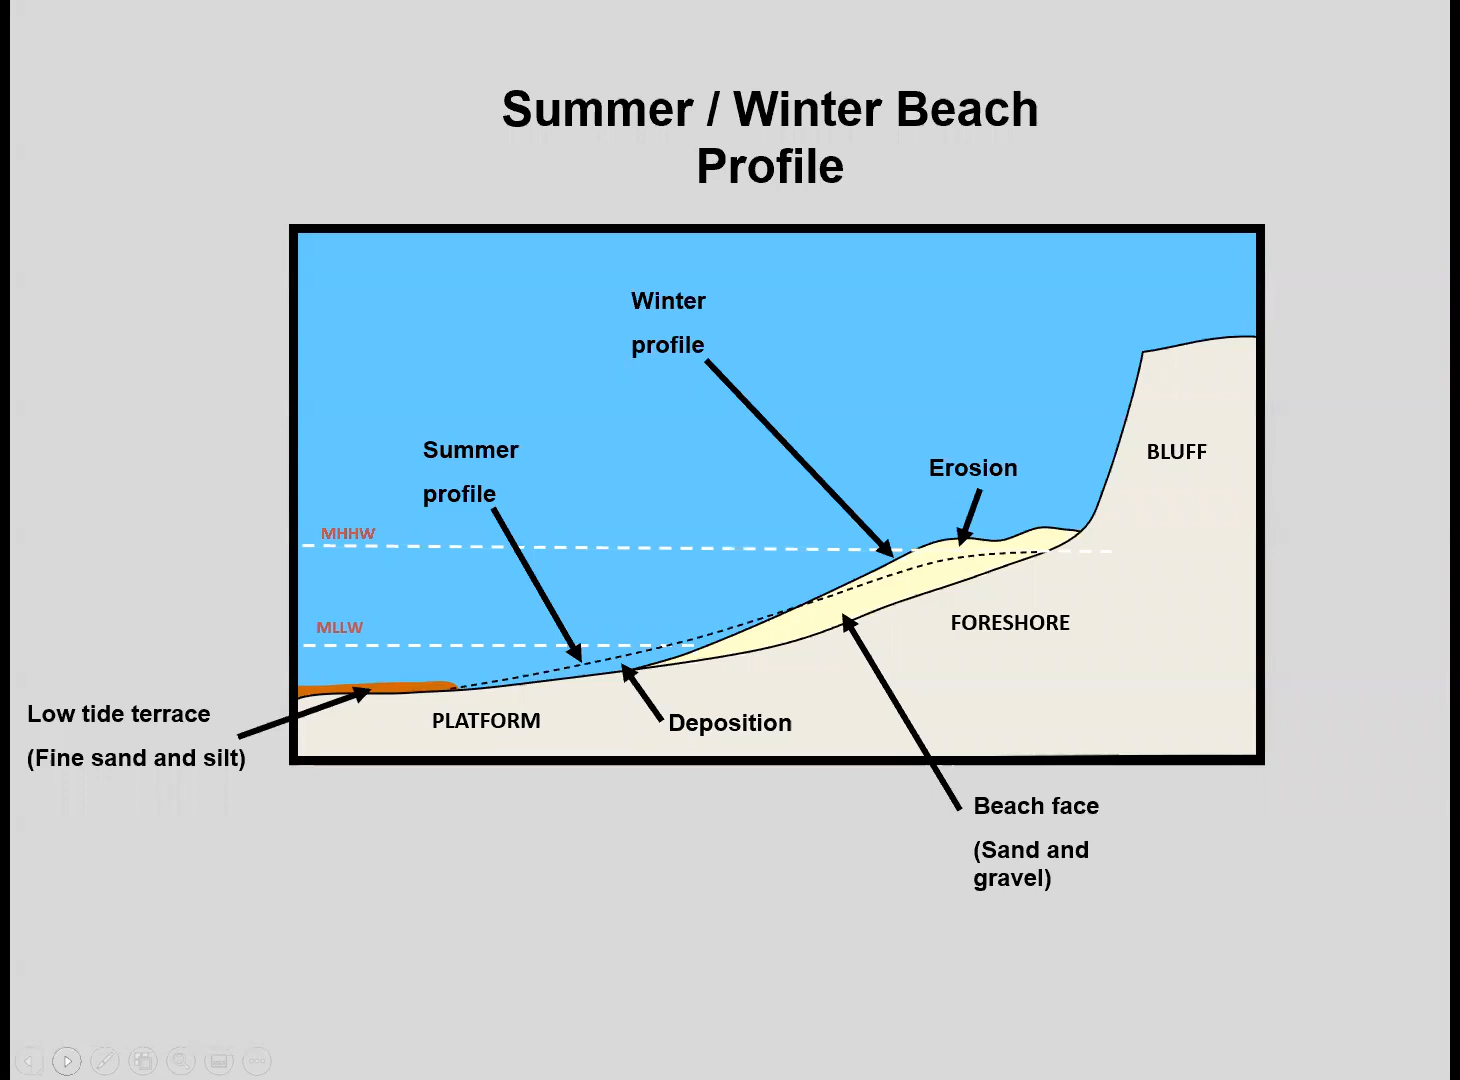 Summer / Winter Beach
Profile
Winter
profile
Summer
profile
Erosion
BLUFF
MHHW
MLLW
FORESHORE
Low tide terrace
(Fine sand and silt)
PLATFORM
Deposition
Beach face
(Sand and
gravel)